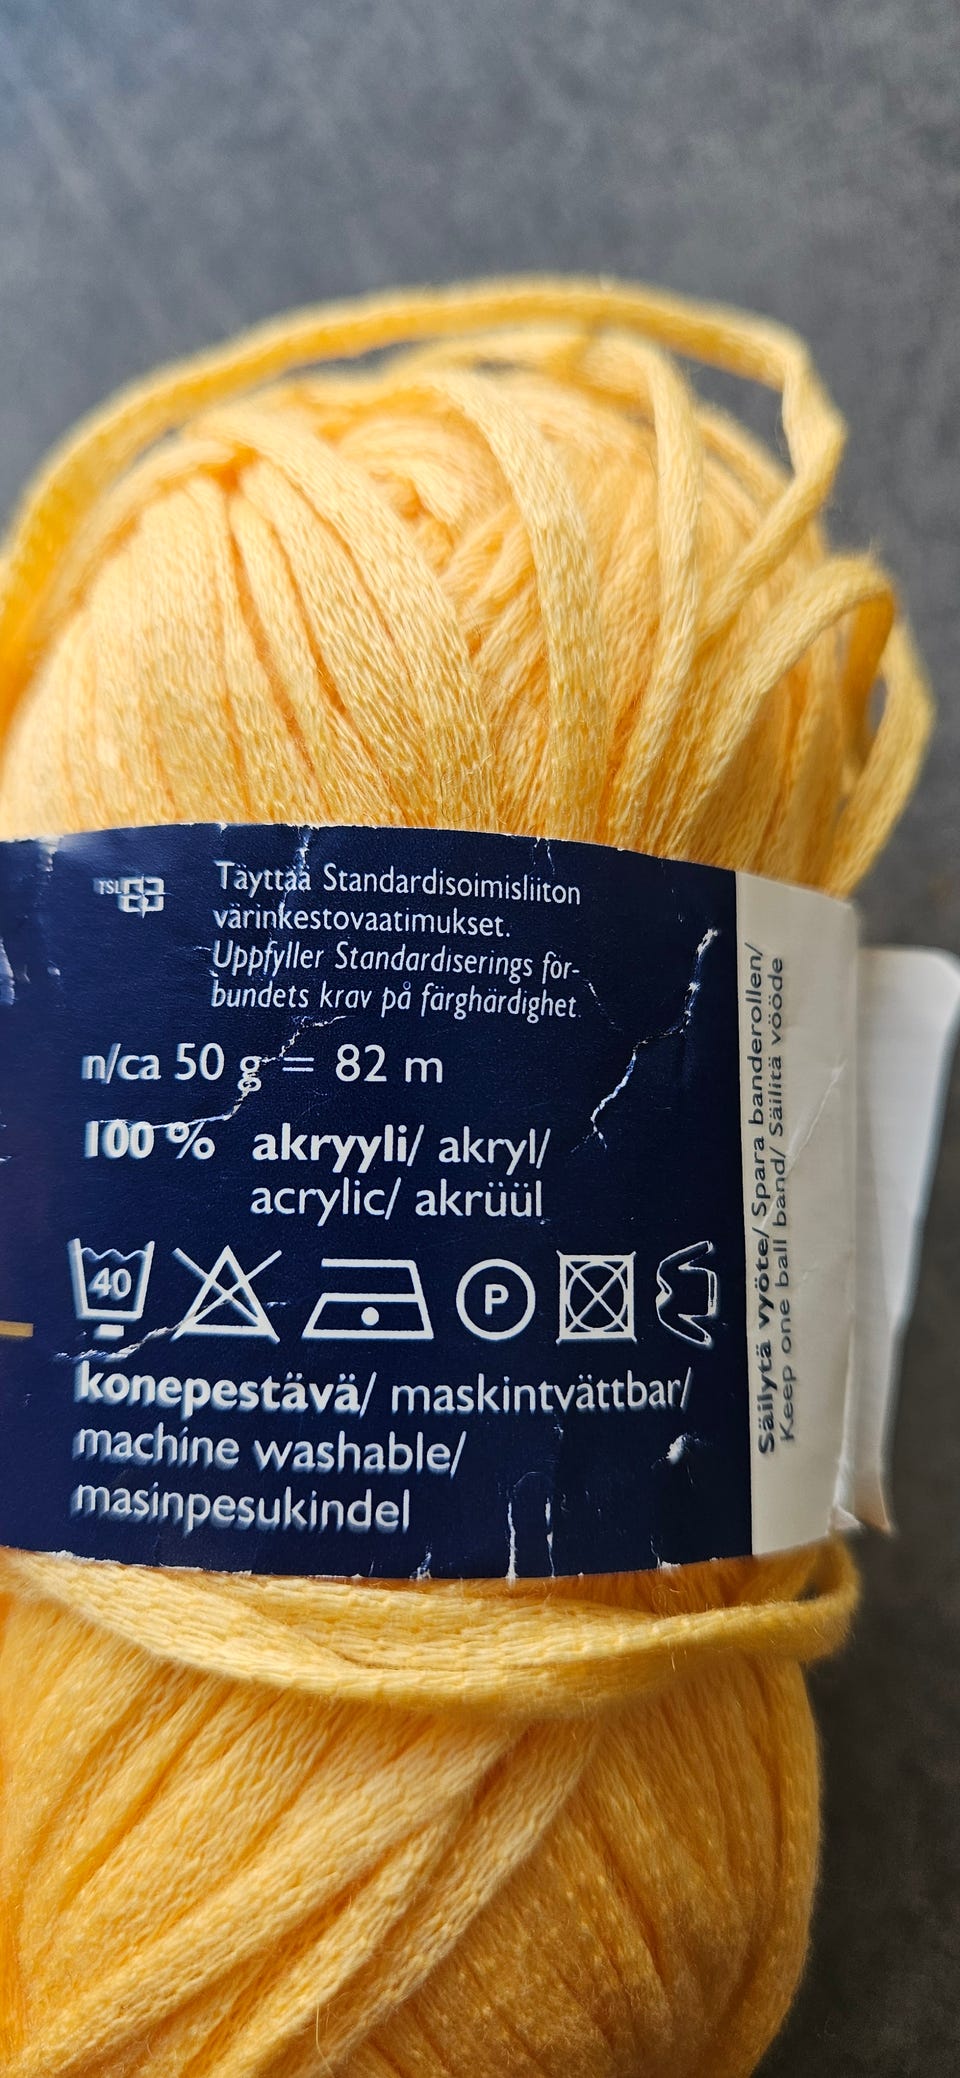 TSL
Täyttää Standardisoimisliiton
värinkestovaatimukset.
Uppfyller Standardiserings för-
bundets krav på färghärdighet.
n/ca 50 g = 82 m
100 % akryyli/ akryl/
acrylic/ akrüül
40
P
konepestävä/ maskintvättbar/
machine washable/
masinpesukindel
Säilytä vyöte/ Spara banderollen/
Keep one ball band/ Säilitä vööde